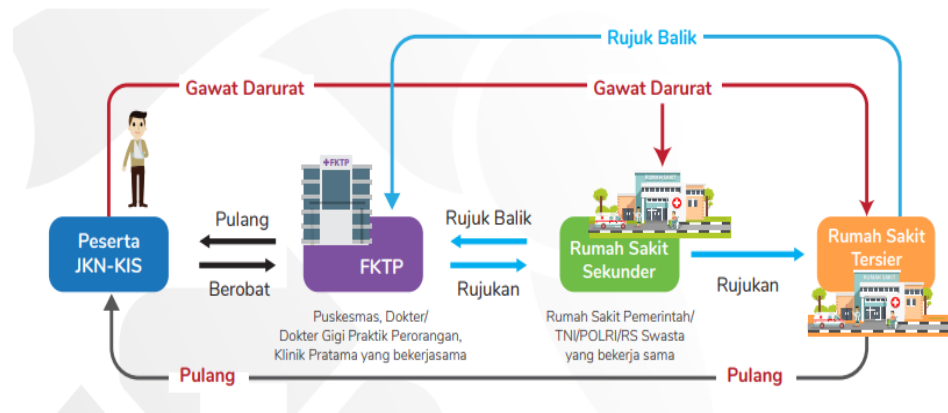 Rujuk Balik
Gawat Darurat
Gawat Darurat
+FKTP
RUMAH SAKIT
Peserta
JKN-KIS
Pulang
Berobat
FKTP
Rujuk Balik
Rujukan
Rumah Sakit
Sekunder
Rujukan
Rumah Sakit
Tersier
RUMAH SAKIT
Puskesmas, Dokter/
Dokter Gigi Praktik Perorangan,
Klinik Pratama yang bekerjasama
Rumah Sakit Pemerintah/
TNI/POLRI/RS Swasta
yang bekerja sama
Pulang
Pulang